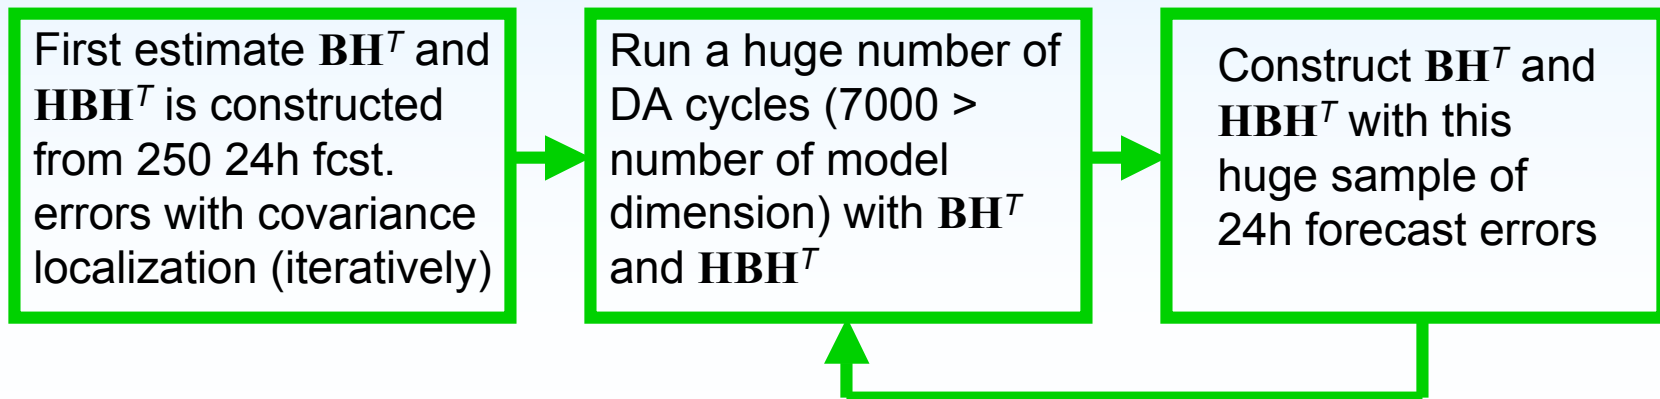 First estimate BHᵀ and
HBHᵀ is constructed
from 250 24h fcst.
errors with covariance
localization (iteratively)
Run a huge number of
DA cycles (7000 >
number of model
dimension) with BHᵀ
and HBHᵀ
Construct BHᵀ and
HBHᵀ with this
huge sample of
24h forecast errors